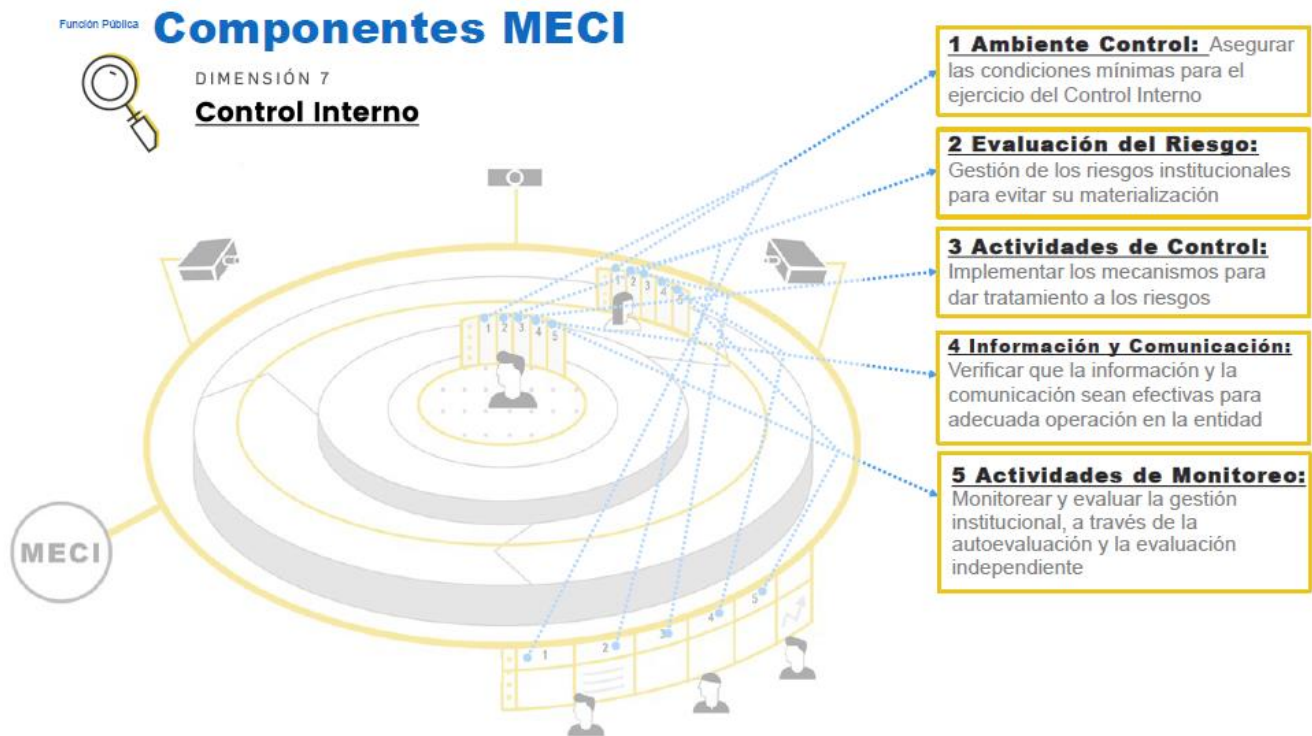 Función Pública Componentes MECI
DIMENSIÓN 7
Control Interno
1 Ambiente Control: Asegurar
las condiciones mínimas para el
ejercicio del Control Interno
2 Evaluación del Riesgo:
Gestión de los riesgos institucionales
para evitar su materialización
3 Actividades de Control:
Implementar los mecanismos para
dar tratamiento a los riesgos
4 Información y Comunicación:
Verificar que la información y la
comunicación sean efectivas para
adecuada operación en la entidad
5 Actividades de Monitoreo:
Monitorear y evaluar la gestión
institucional, a través de la
autoevaluación y la evaluación
independiente
1 2 3 4 5
1 2 3 4 5
MECI
1 2 3 4 5